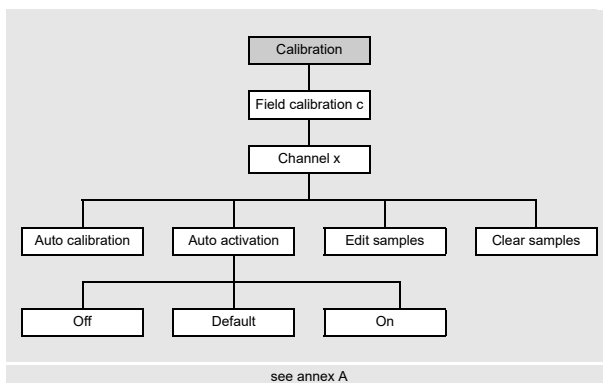 Calibration
Field calibration c
Channel x
Auto calibration
Auto activation
Edit samples
Clear samples
Off
Default
On
see annex A